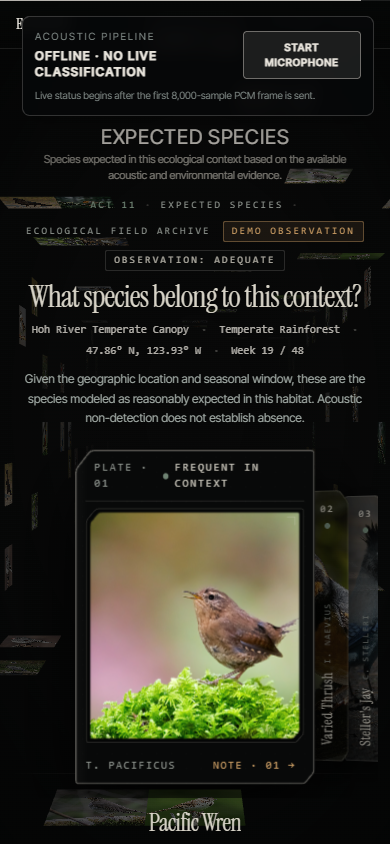 E
ACOUSTIC PIPELINE
OFFLINE · NO LIVE
CLASSIFICATION
START
MICROPHONE
Live status begins after the first 8,000-sample PCM frame is sent.
EXPECTED SPECIES
Species expected in this ecological context based on the available
acoustic and environmental evidence.
ACT 11 · EXPECTED SPECIES ·
ECOLOGICAL FIELD ARCHIVE
DEMO OBSERVATION
OBSERVATION: ADEQUATE
What species belong to this context?
Hoh River Temperate Canopy · Temperate Rainforest ·
47.86° N, 123.93° W · Week 19 / 48
Given the geographic location and seasonal window, these are the
species modeled as reasonably expected in this habitat. Acoustic
non-detection does not establish absence.
PLATE ·
01
FREQUENT IN
CONTEXT
T. PACIFICUS
NOTE · 01 →
02
Varied Thrush
I. NAEVIUS
03
Steller's Jay
STELLERI
Pacific Wren